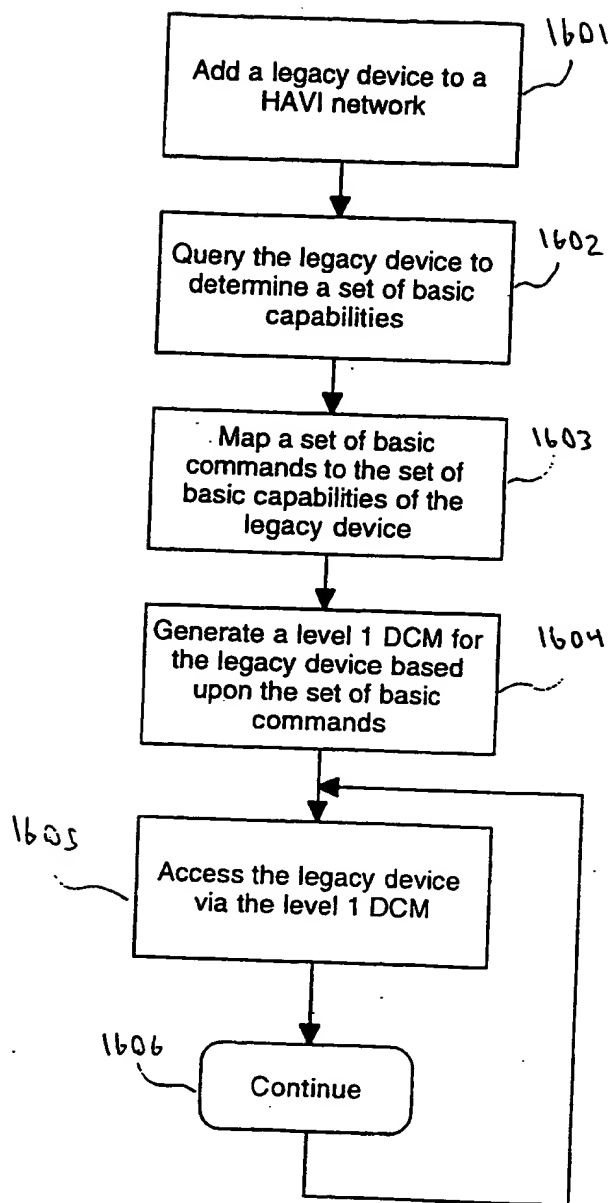 1601
Add a legacy device to a
HAVI network
1602
Query the legacy device to
determine a set of basic
capabilities
1603
Map a set of basic
commands to the set of
basic capabilities of the
legacy device
1604
Generate a level 1 DCM for
the legacy device based
upon the set of basic
commands
1605
Access the legacy device
via the level 1 DCM
1606
Continue